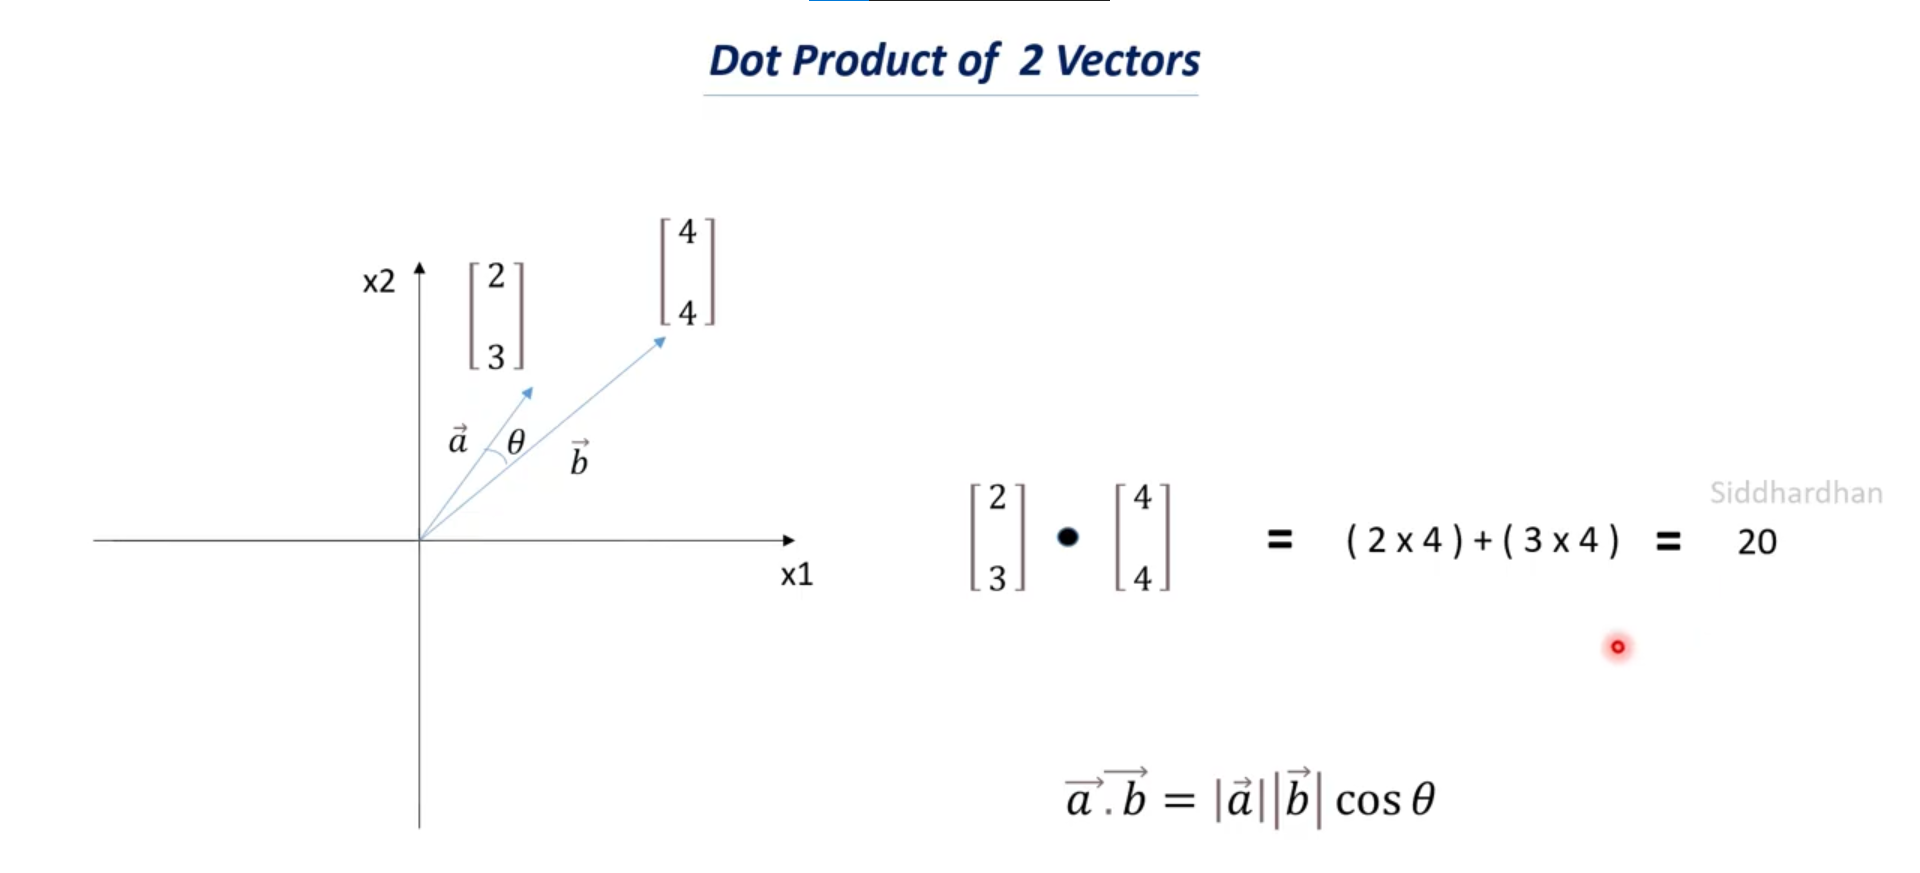 Dot Product of 2 Vectors
[ 4
4 ]
x2
[ 2
3 ]
a⃗
θ
b⃗
x1
[ 2
3 ]
•
[ 4
4 ]
= ( 2 x 4 ) + ( 3 x 4 ) = 20
Siddhardhan
a⃗ . b⃗ = |a⃗||b⃗| cos θ